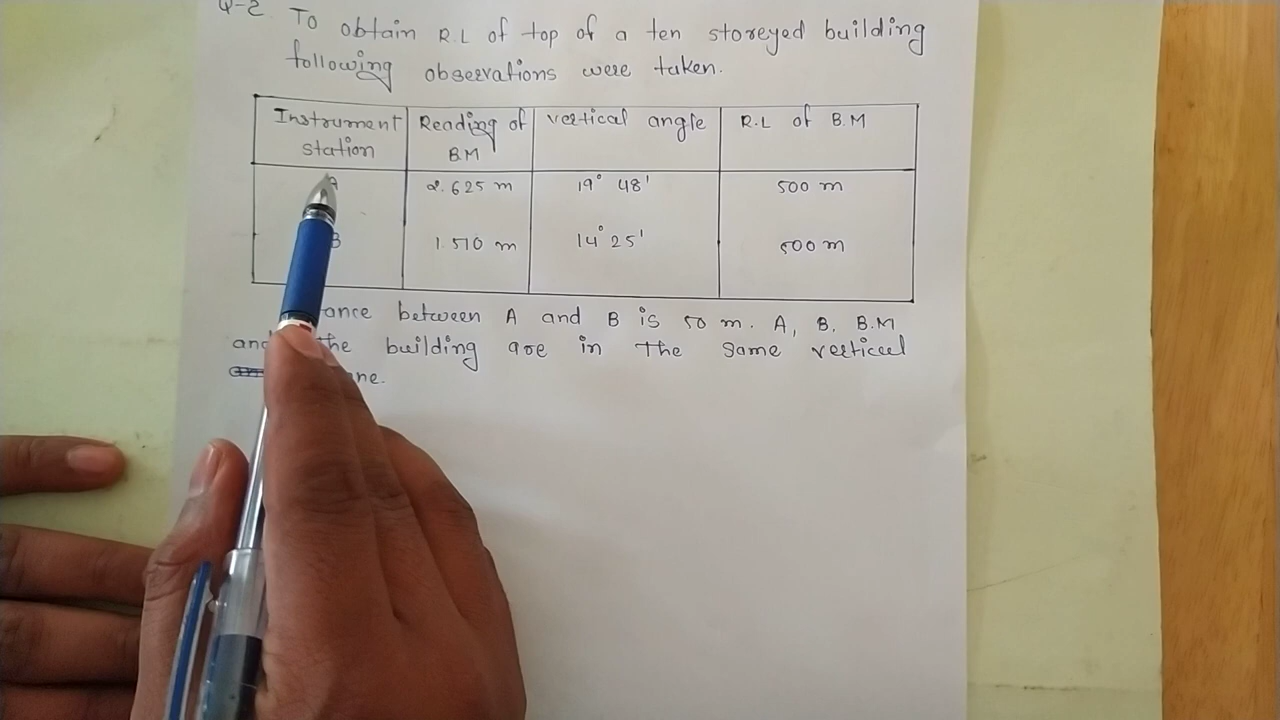 Q-2. To obtain R.L of top of a ten storeyed building
following observations were taken.
Instrument station | Reading of B.M | vertical angle | R.L of B.M
A | 2.625 m | 19° 48' | 500 m
B | 1.510 m | 14° 25' | 500 m
between A and B is 50 m. A, B, B.M
and the building are in the same vertical